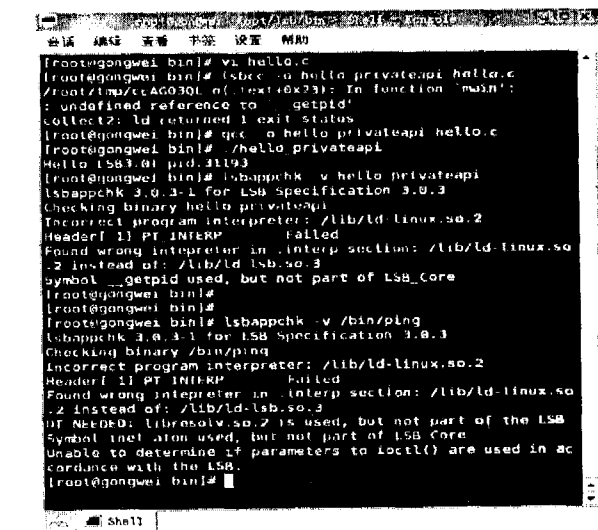 Shell - Konsole
会话 编辑 查看 书签 设置 帮助
[root@gongwei bin]# vi hello.c
[root@gongwei bin]# lsbcc -o hello_privateapi hello.c
In function `main':
: undefined reference to `__getpid'
collect2: ld returned 1 exit status
[root@gongwei bin]# gcc -o hello_privateapi hello.c
[root@gongwei bin]# ./hello_privateapi
Hello LSB3.0! pid.31193
[root@gongwei bin]# lsbappchk -v hello_privateapi
lsbappchk 3.0.3-1 for LSB Specification 3.0.3
Checking binary hello_privateapi
Incorrect program interpreter: /lib/ld-linux.so.2
Header[ 1] PT_INTERP Failed
Found wrong intepreter in .interp section: /lib/ld-linux.so
.2 instead of: /lib/ld-lsb.so.3
Symbol __getpid used, but not part of LSB_Core
[root@gongwei bin]#
[root@gongwei bin]#
[root@gongwei bin]# lsbappchk -v /bin/ping
lsbappchk 3.0.3-1 for LSB Specification 3.0.3
Checking binary /bin/ping
Incorrect program interpreter: /lib/ld-linux.so.2
Header[ 1] PT_INTERP Failed
Found wrong intepreter in .interp section: /lib/ld-linux.so
.2 instead of: /lib/ld-lsb.so.3
DT_NEEDED: libresolv.so.2 is used, but not part of the LSB
Symbol inet_aton used, but not part of LSB_Core
Unable to determine if parameters to ioctl() are used in ac
cordance with the LSB.
[root@gongwei bin]#
Shell